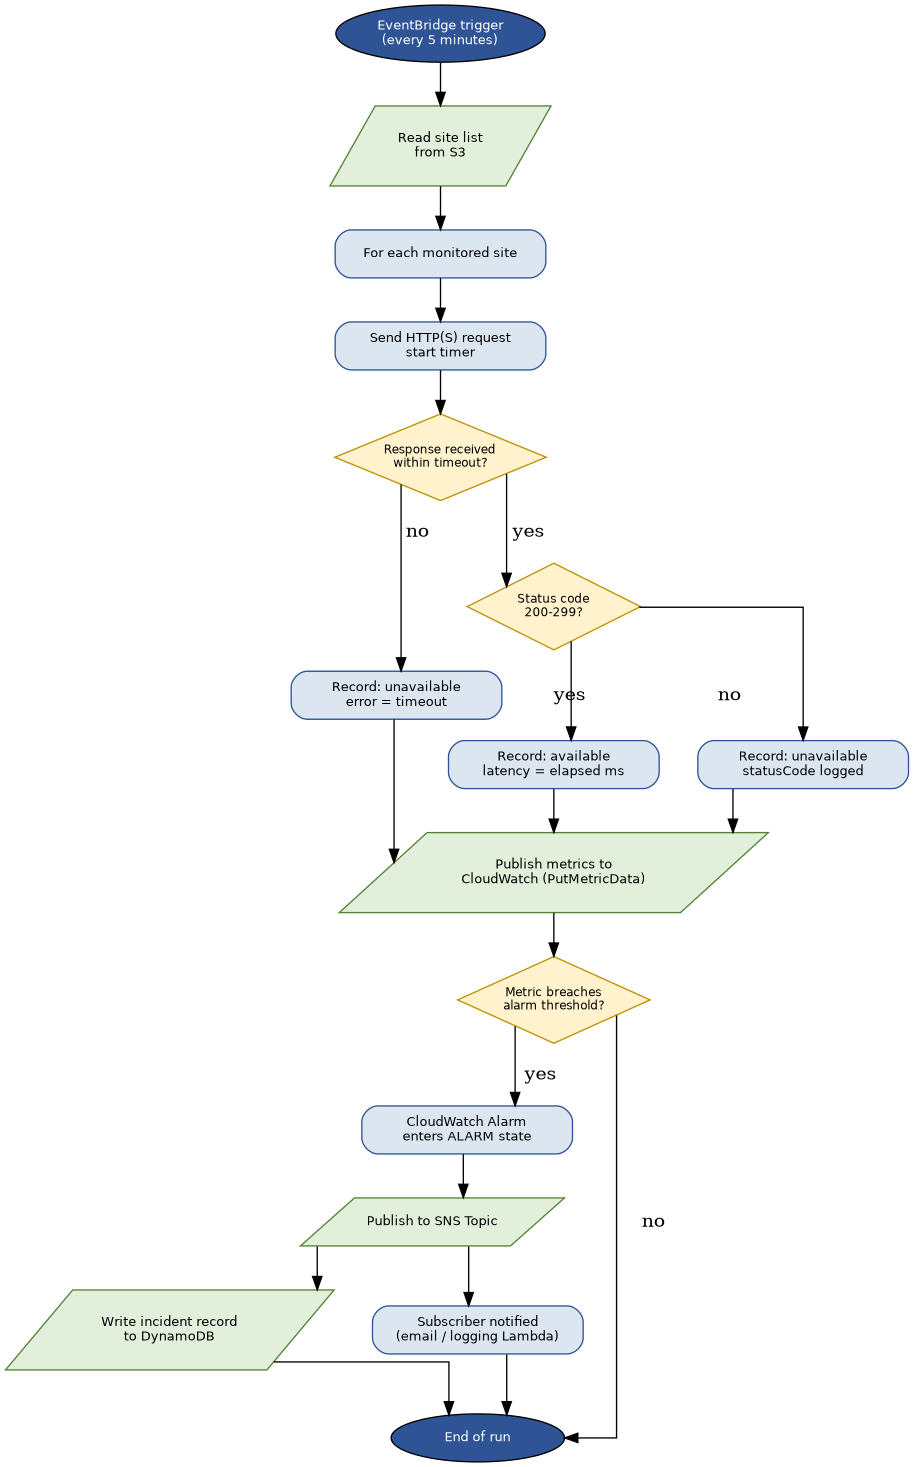 EventBridge trigger
(every 5 minutes)
Read site list
from S3
For each monitored site
Send HTTP(S) request
start timer
Response received
within timeout?
no
yes
Status code
200-299?
Record: unavailable
error = timeout
yes
no
Record: available
latency = elapsed ms
Record: unavailable
statusCode logged
Publish metrics to
CloudWatch (PutMetricData)
Metric breaches
alarm threshold?
yes
CloudWatch Alarm
enters ALARM state
Publish to SNS Topic
no
Write incident record
to DynamoDB
Subscriber notified
(email / logging Lambda)
End of run